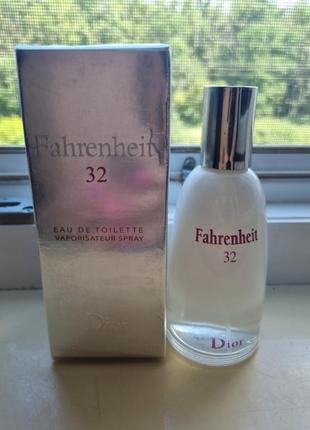 Fahrenheit
32
EAU DE TOILETTE
VAPORISATEUR SPRAY
Dior
Fahrenheit
32
Dior